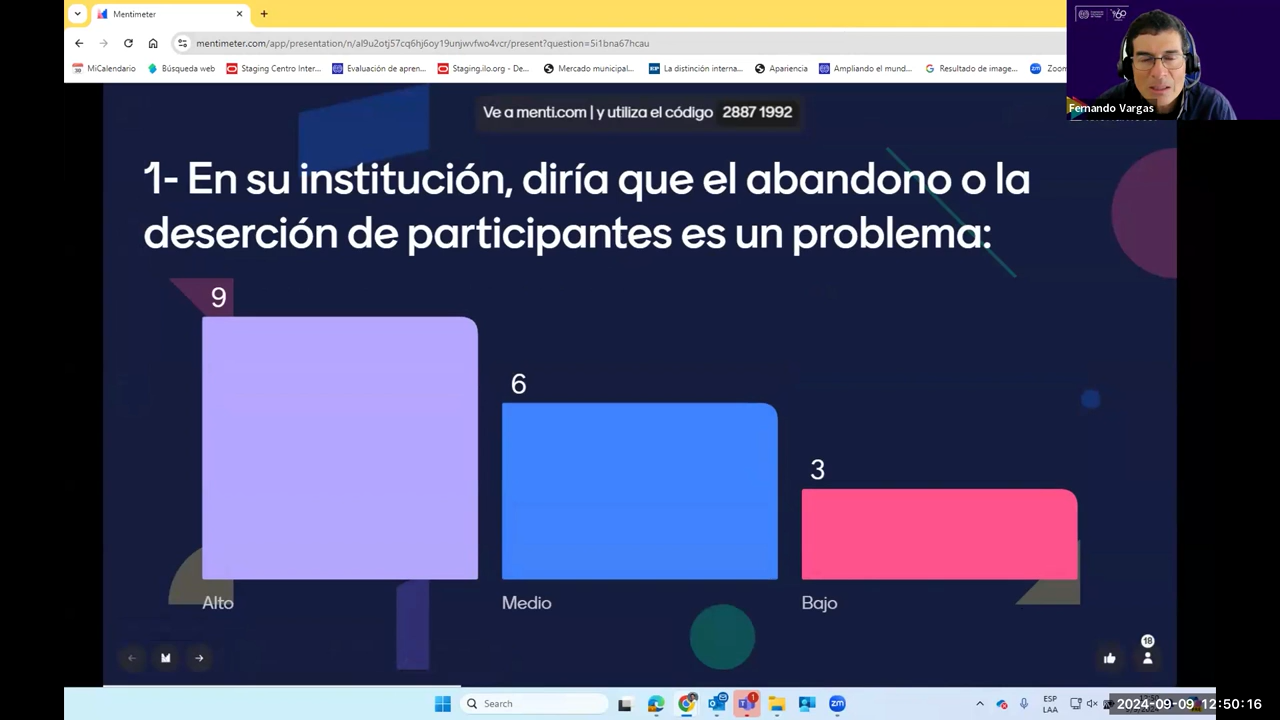 Mentimeter
mentimeter.com/app/presentation/n/al9u2otj57cq6hj6oy19unjwvfwo4vcr/present?question=5i1bna67hcau
MiCalendario
Búsqueda web
Staging Centro Inter...
Evaluación de apren...
Staging.ilo.org - De...
Mercado municipal...
La distinción interna...
Apariencia
Ampliando el mund...
Resultado de image...
Zoom
Fernando Vargas
Ve a menti.com | y utiliza el código 2887 1992
1- En su institución, diría que el abandono o la
deserción de participantes es un problema:
9
6
3
Alto
Medio
Bajo
18
Search
ESP
LAA
2024-09-09 12:50:16